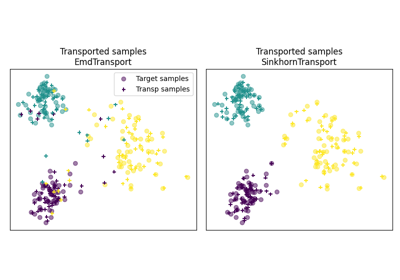 Transported samples
EmdTransport
Target samples
Transp samples
Transported samples
SinkhornTransport